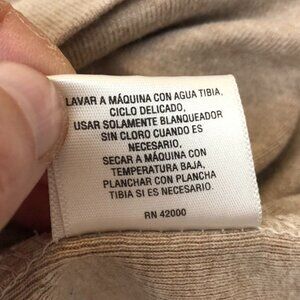 LAVAR A MÁQUINA CON AGUA TIBIA,
CICLO DELICADO,
USAR SOLAMENTE BLANQUEADOR
SIN CLORO CUANDO ES
NECESARIO,
SECAR A MÁQUINA CON
TEMPERATURA BAJA,
PLANCHAR CON PLANCHA
TIBIA SI ES NECESARIO.
RN 42000